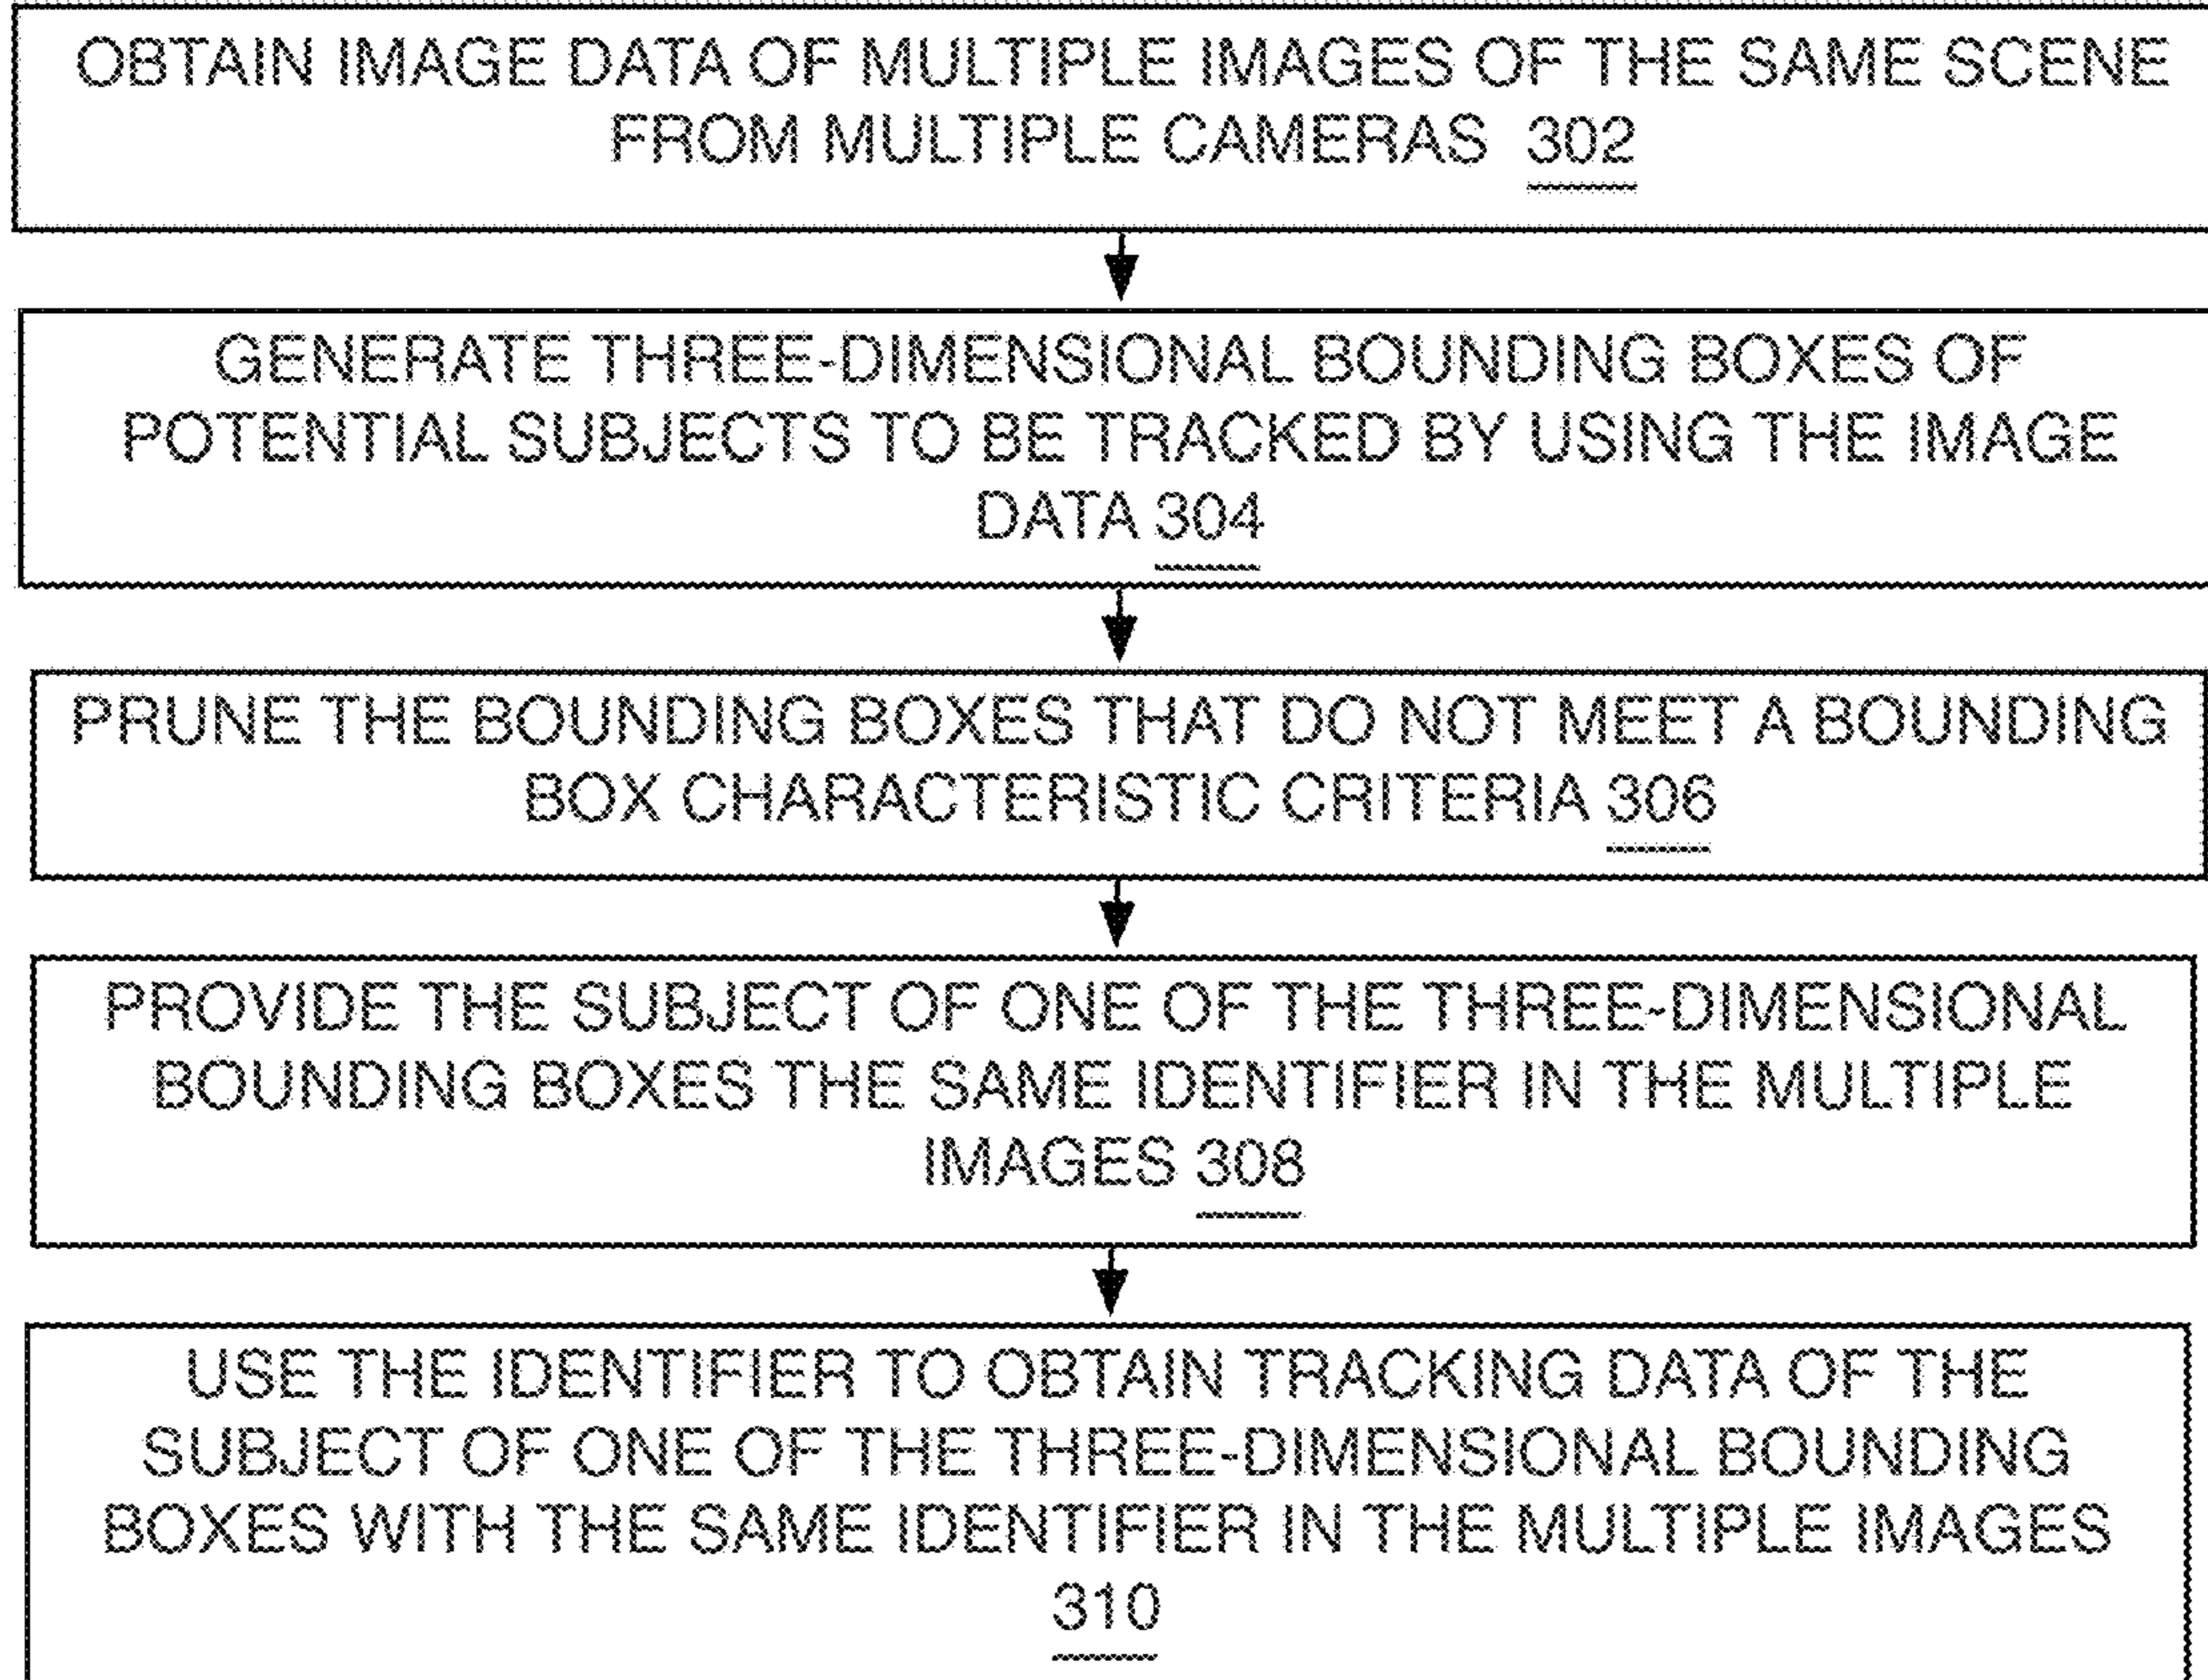 OBTAIN IMAGE DATA OF MULTIPLE IMAGES OF THE SAME SCENE
FROM MULTIPLE CAMERAS 302
GENERATE THREE-DIMENSIONAL BOUNDING BOXES OF
POTENTIAL SUBJECTS TO BE TRACKED BY USING THE IMAGE
DATA 304
PRUNE THE BOUNDING BOXES THAT DO NOT MEET A BOUNDING
BOX CHARACTERISTIC CRITERIA 306
PROVIDE THE SUBJECT OF ONE OF THE THREE-DIMENSIONAL
BOUNDING BOXES THE SAME IDENTIFIER IN THE MULTIPLE
IMAGES 308
USE THE IDENTIFIER TO OBTAIN TRACKING DATA OF THE
SUBJECT OF ONE OF THE THREE-DIMENSIONAL BOUNDING
BOXES WITH THE SAME IDENTIFIER IN THE MULTIPLE IMAGES
310